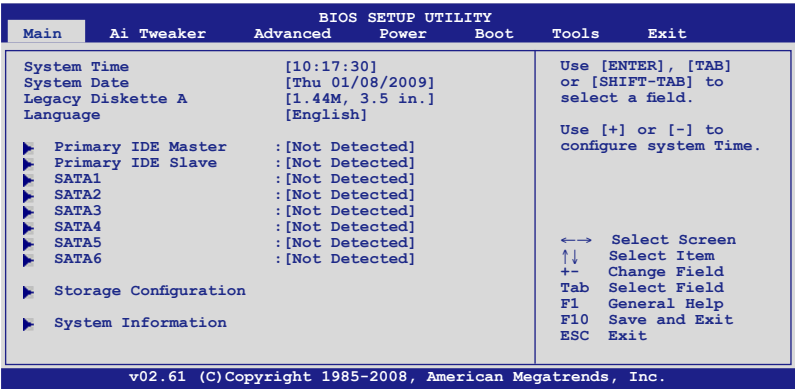 BIOS SETUP UTILITY
Main Ai Tweaker Advanced Power Boot Tools Exit
System Time [10:17:30]
System Date [Thu 01/08/2009]
Legacy Diskette A [1.44M, 3.5 in.]
Language [English]
Primary IDE Master :[Not Detected]
Primary IDE Slave :[Not Detected]
SATA1 :[Not Detected]
SATA2 :[Not Detected]
SATA3 :[Not Detected]
SATA4 :[Not Detected]
SATA5 :[Not Detected]
SATA6 :[Not Detected]
Storage Configuration
System Information
Use [ENTER], [TAB]
or [SHIFT-TAB] to
select a field.
Use [+] or [-] to
configure system Time.
←→ Select Screen
↑↓ Select Item
+- Change Field
Tab Select Field
F1 General Help
F10 Save and Exit
ESC Exit
v02.61 (C)Copyright 1985-2008, American Megatrends, Inc.